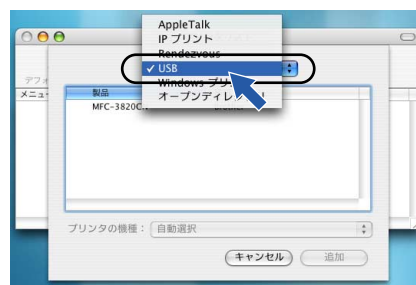 AppleTalk
IP プリント
Rendezvous
✓ USB
Windows プリ
オープンディレ
デフォ
メニュー
製品
MFC-3820C
プリンタの機種： 自動選択
キャンセル 追加